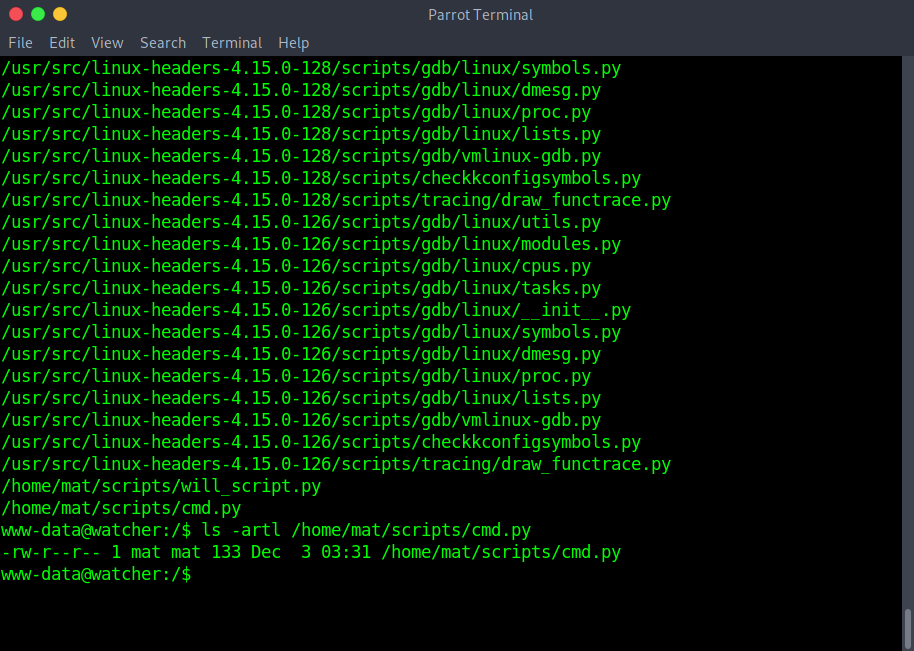 Parrot Terminal
File Edit View Search Terminal Help
/usr/src/linux-headers-4.15.0-128/scripts/gdb/linux/symbols.py
/usr/src/linux-headers-4.15.0-128/scripts/gdb/linux/dmesg.py
/usr/src/linux-headers-4.15.0-128/scripts/gdb/linux/proc.py
/usr/src/linux-headers-4.15.0-128/scripts/gdb/linux/lists.py
/usr/src/linux-headers-4.15.0-128/scripts/gdb/vmlinux-gdb.py
/usr/src/linux-headers-4.15.0-128/scripts/checkkconfigsymbols.py
/usr/src/linux-headers-4.15.0-128/scripts/tracing/draw_functrace.py
/usr/src/linux-headers-4.15.0-126/scripts/gdb/linux/utils.py
/usr/src/linux-headers-4.15.0-126/scripts/gdb/linux/modules.py
/usr/src/linux-headers-4.15.0-126/scripts/gdb/linux/cpus.py
/usr/src/linux-headers-4.15.0-126/scripts/gdb/linux/tasks.py
/usr/src/linux-headers-4.15.0-126/scripts/gdb/linux/__init__.py
/usr/src/linux-headers-4.15.0-126/scripts/gdb/linux/symbols.py
/usr/src/linux-headers-4.15.0-126/scripts/gdb/linux/dmesg.py
/usr/src/linux-headers-4.15.0-126/scripts/gdb/linux/proc.py
/usr/src/linux-headers-4.15.0-126/scripts/gdb/linux/lists.py
/usr/src/linux-headers-4.15.0-126/scripts/gdb/vmlinux-gdb.py
/usr/src/linux-headers-4.15.0-126/scripts/checkkconfigsymbols.py
/usr/src/linux-headers-4.15.0-126/scripts/tracing/draw_functrace.py
/home/mat/scripts/will_script.py
/home/mat/scripts/cmd.py
www-data@watcher:/$ ls -artl /home/mat/scripts/cmd.py
-rw-r--r-- 1 mat mat 133 Dec  3 03:31 /home/mat/scripts/cmd.py
www-data@watcher:/$